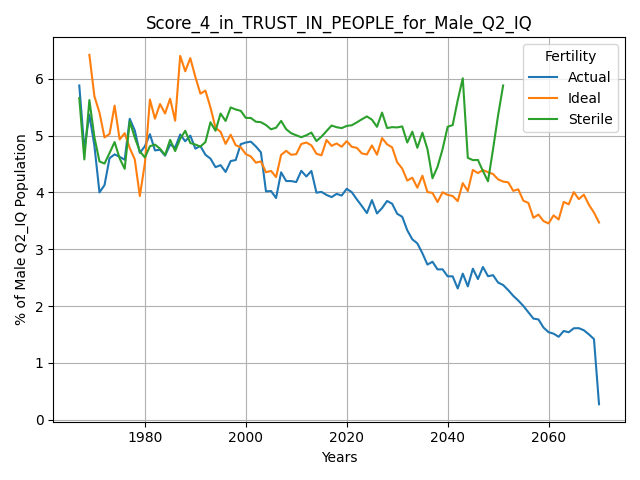 Score_4_in_TRUST_IN_PEOPLE_for_Male_Q2_IQ
% of Male Q2_IQ Population
6
5
4
3
2
1
0
Fertility
Actual
Ideal
Sterile
1980
2000
2020
2040
2060
Years